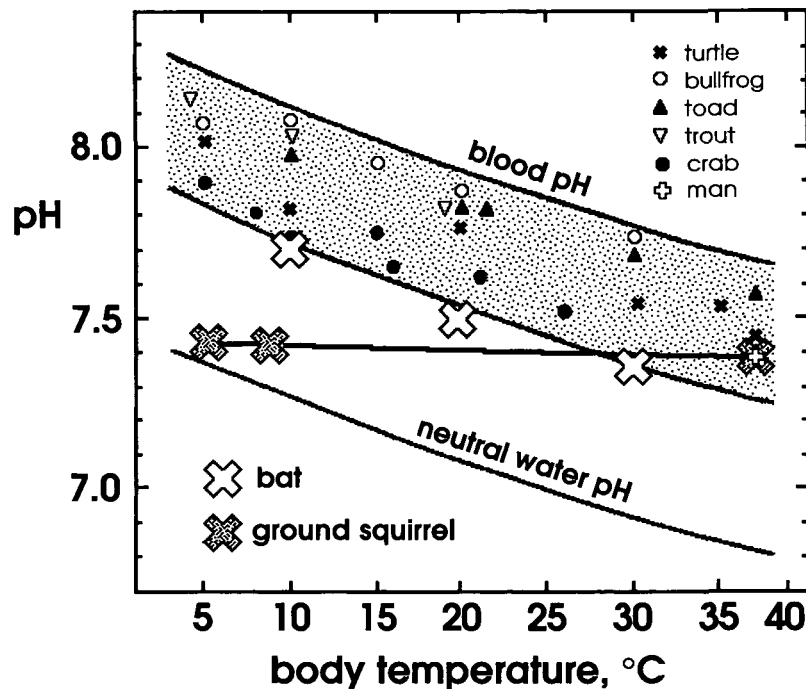 turtle
bullfrog
toad
trout
crab
man
blood pH
8.0
pH
7.5
7.0
neutral water pH
bat
ground squirrel
5 10 15 20 25 30 35 40
body temperature, °C